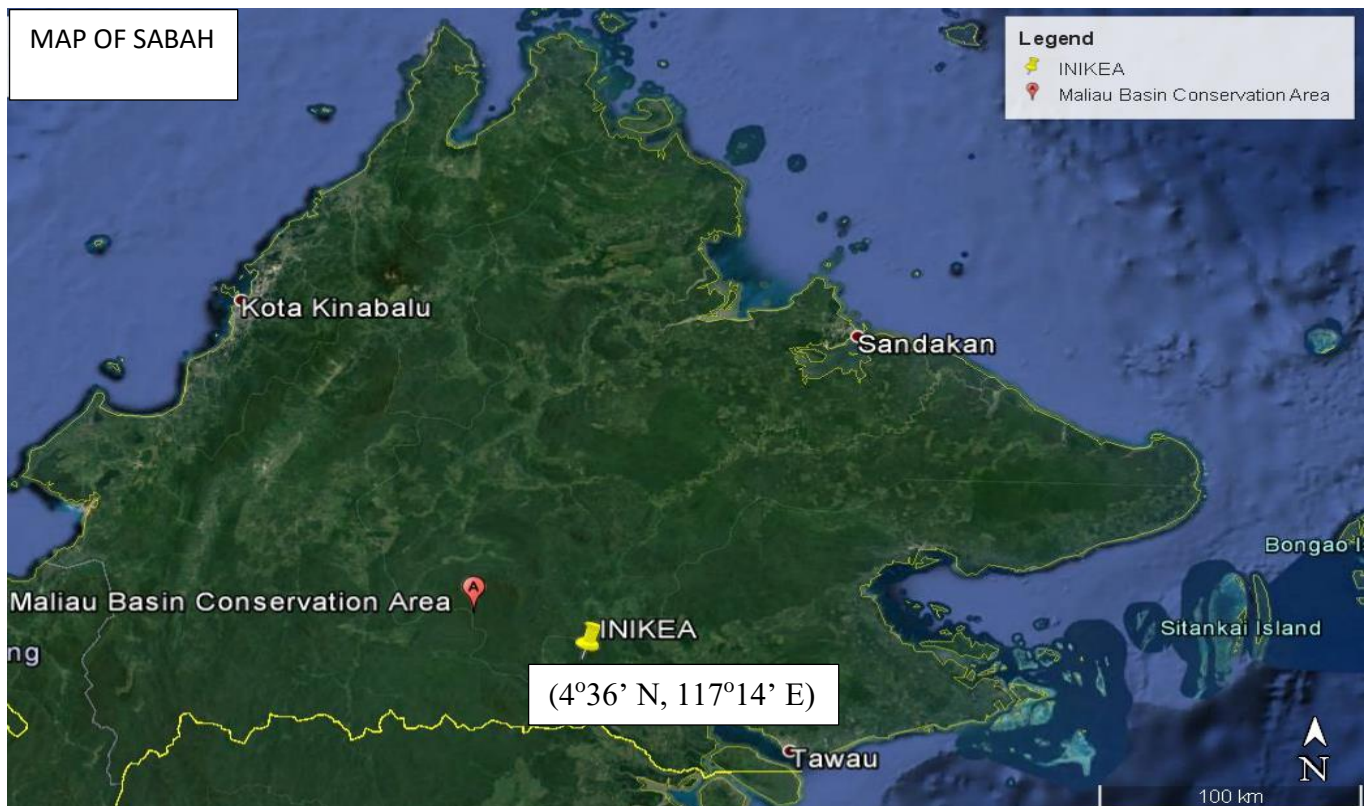 MAP OF SABAH
Legend
INIKEA
Maliau Basin Conservation Area
Kota Kinabalu
Sandakan
Bongao Is
Maliau Basin Conservation Area
A
INIKEA
Sitankai Island
ng
(4°36’ N, 117°14’ E)
Tawau
N
100 km